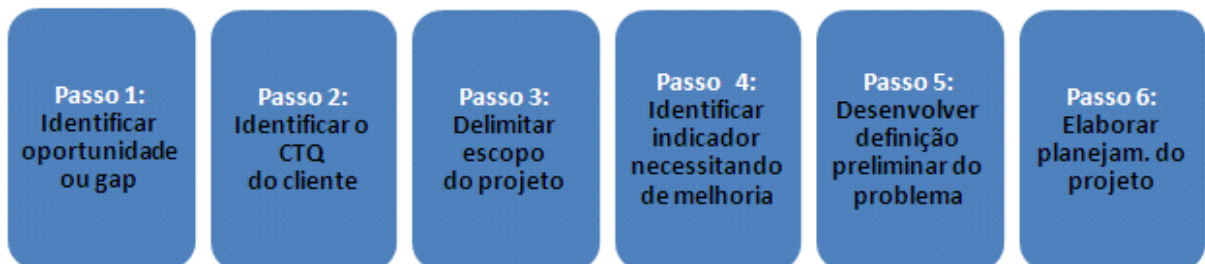 Passo 1:
Identificar
oportunidade
ou gap
Passo 2:
Identificar o
CTQ
do cliente
Passo 3:
Delimitar
escopo
do projeto
Passo 4:
Identificar
indicador
necessitando
de melhoria
Passo 5:
Desenvolver
definição
preliminar do
problema
Passo 6:
Elaborar
planejam. do
projeto